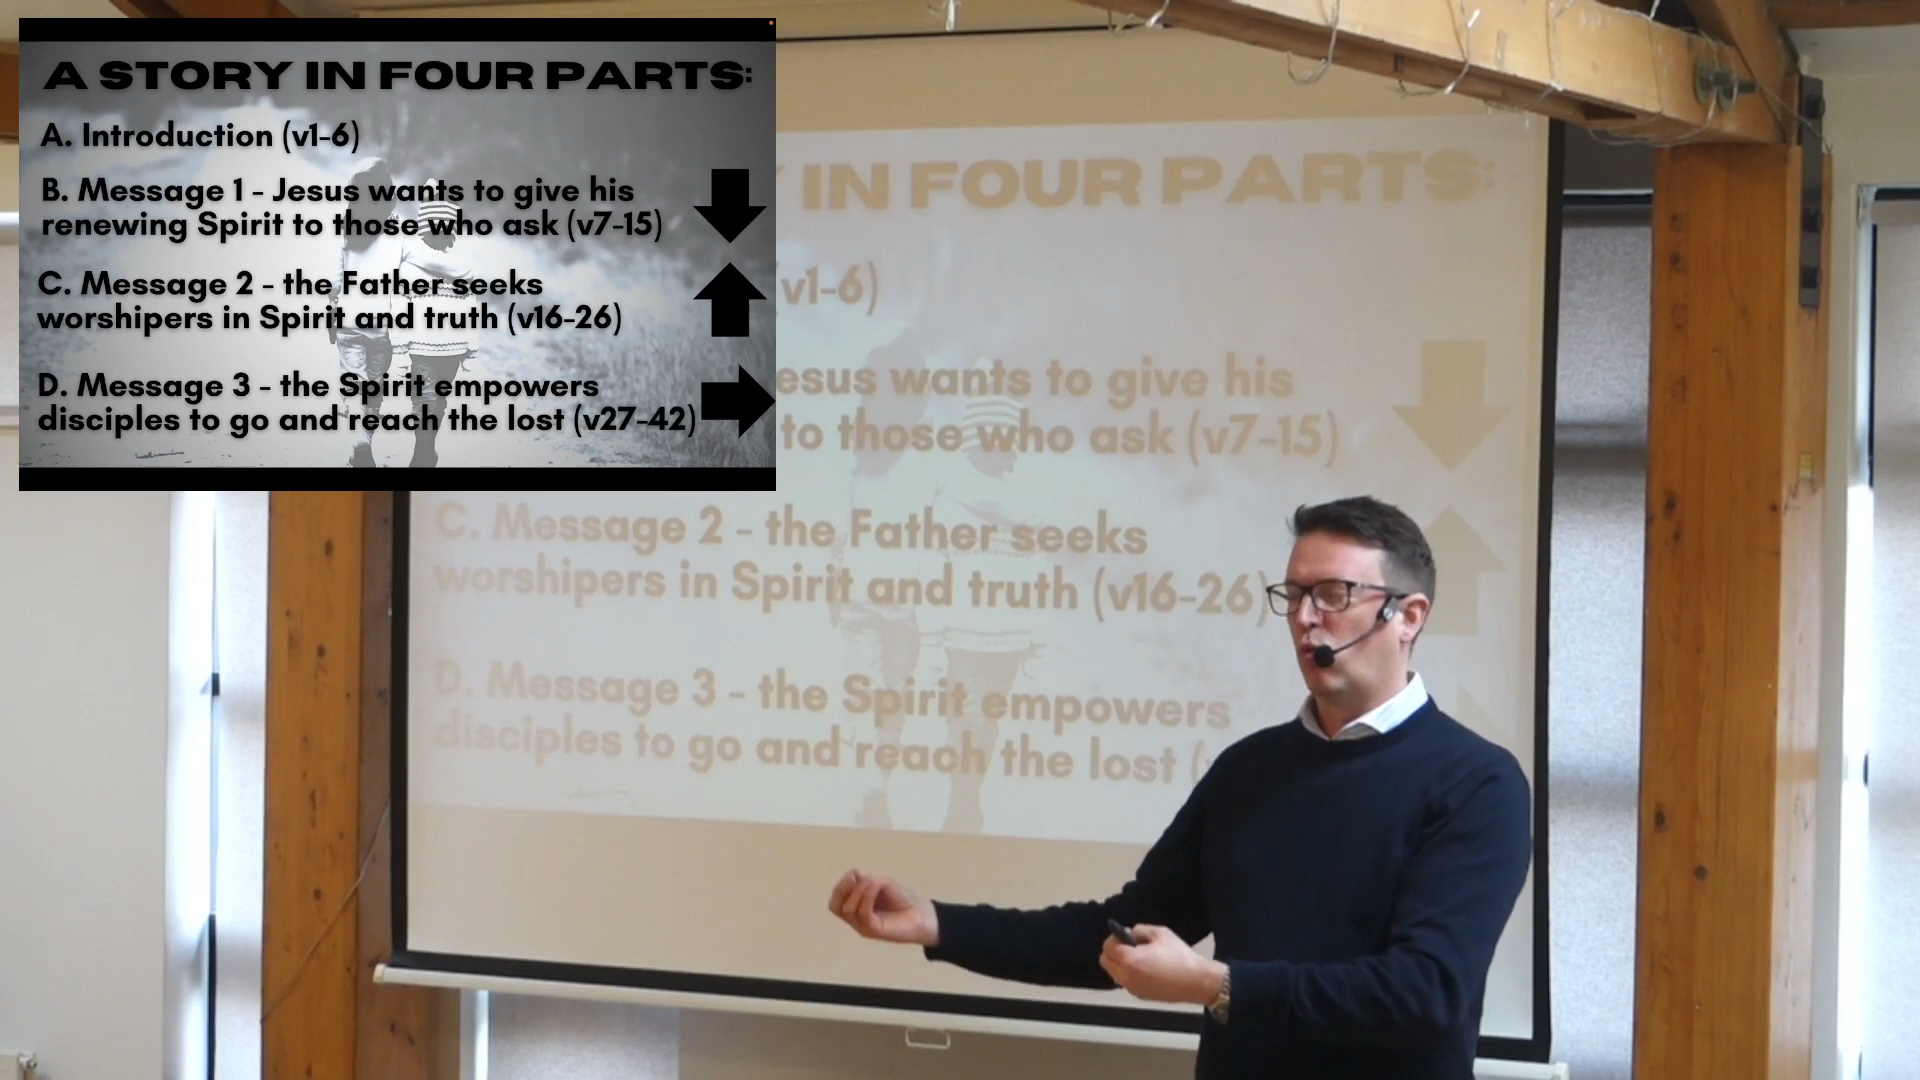 A STORY IN FOUR PARTS:
A. Introduction (v1-6)
B. Message 1 - Jesus wants to give his
renewing Spirit to those who ask (v7-15)
C. Message 2 - the Father seeks
worshipers in Spirit and truth (v16-26)
D. Message 3 - the Spirit empowers
disciples to go and reach the lost (v27-42)
IN FOUR PARTS:
(v1-6)
esus wants to give his
to those who ask (v7-15)
C. Message 2 - the Father seeks
worshipers in Spirit and truth (v16-26)
D. Message 3 - the Spirit empowers
disciples to go and reach the lost (